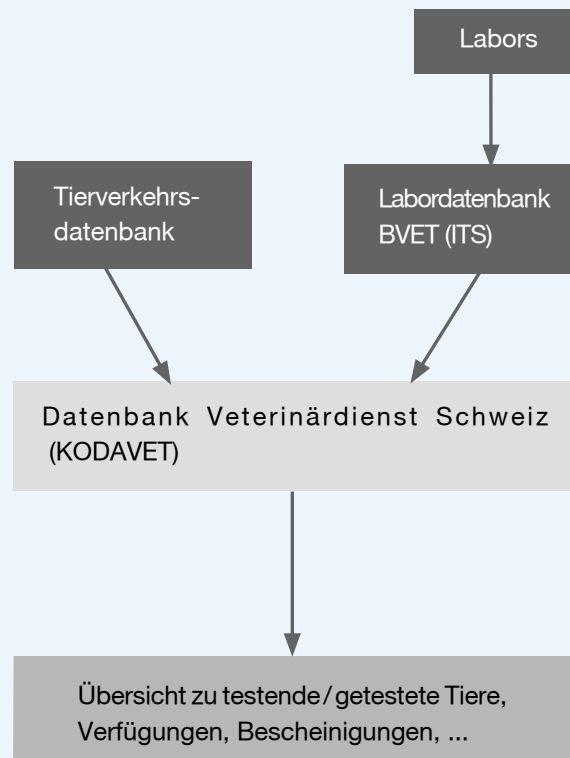 Labors
Tierverkehrs-
datenbank
Labordatenbank
BVET (ITS)
Datenbank Veterinärdienst Schweiz
(KODAVET)
Übersicht zu testende/getestete Tiere,
Verfügungen, Bescheinigungen, ...